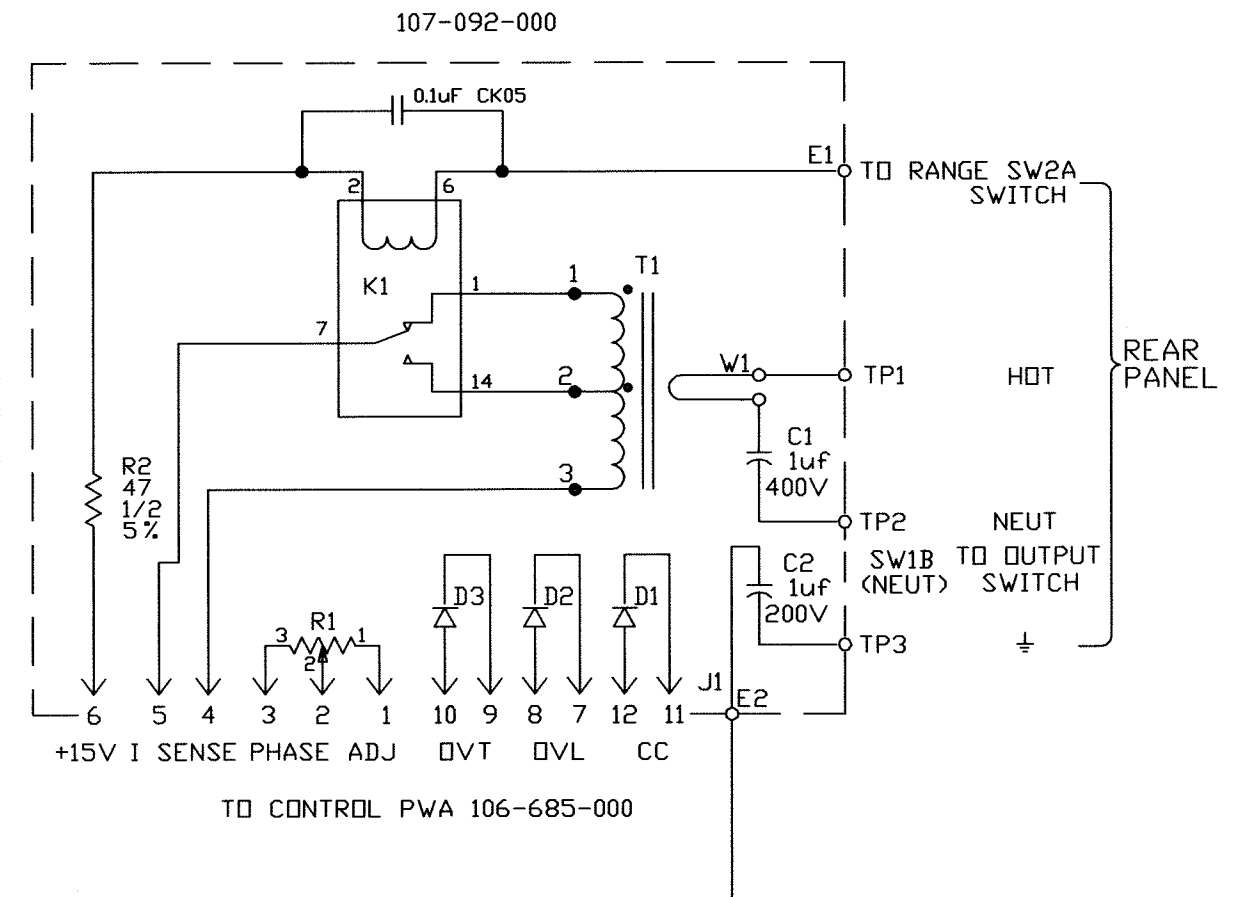 107-092-000
0.1uF CK05
E1
TO RANGE SW2A
SWITCH
2
6
K1
1
7
14
T1
1
2
3
W1
TP1
HOT
REAR
PANEL
C1
1uf
400V
R2
47
1/2
5%
TP2
NEUT
SW1B
(NEUT)
TO OUTPUT
SWITCH
C2
1uf
200V
D3
D2
D1
R1
3
1
2
TP3
J1
E2
6 5 4 3 2 1 10 9 8 7 12 11
+15V I SENSE PHASE ADJ OVT OVL CC
TO CONTROL PWA 106-685-000